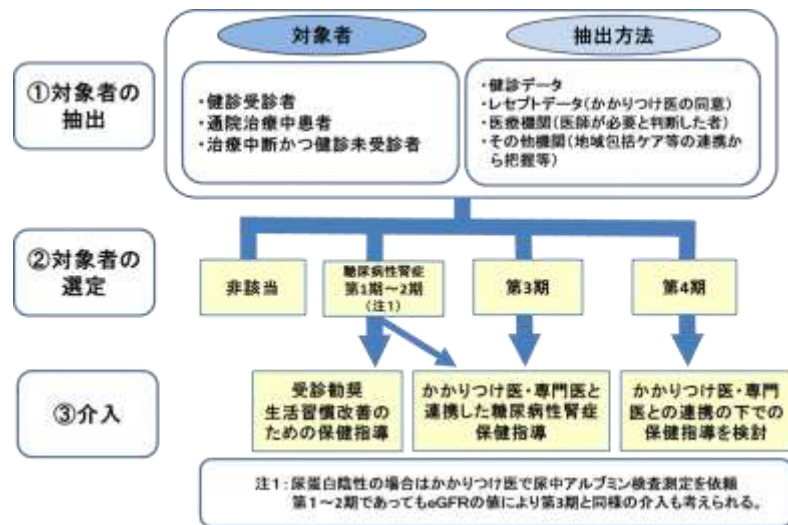 対象者
抽出方法
①対象者の
抽出
・健診受診者
・通院治療中患者
・治療中断かつ健診未受診者
・健診データ
・レセプトデータ(かかりつけ医の同意)
・医療機関(医師が必要と判断した者)
・その他機関(地域包括ケア等の連携か
ら把握等)
②対象者の
選定
非該当
糖尿病性腎症
第1期～2期
(注1)
第3期
第4期
③介入
受診勧奨
生活習慣改善の
ための保健指導
かかりつけ医・専門医と
連携した糖尿病性腎症
保健指導
かかりつけ医・専門
医との連携の下での
保健指導を検討
注1:尿蛋白陰性の場合はかかりつけ医で尿中アルブミン検査測定を依頼
第1～2期であってもeGFRの値により第3期と同様の介入も考えられる。